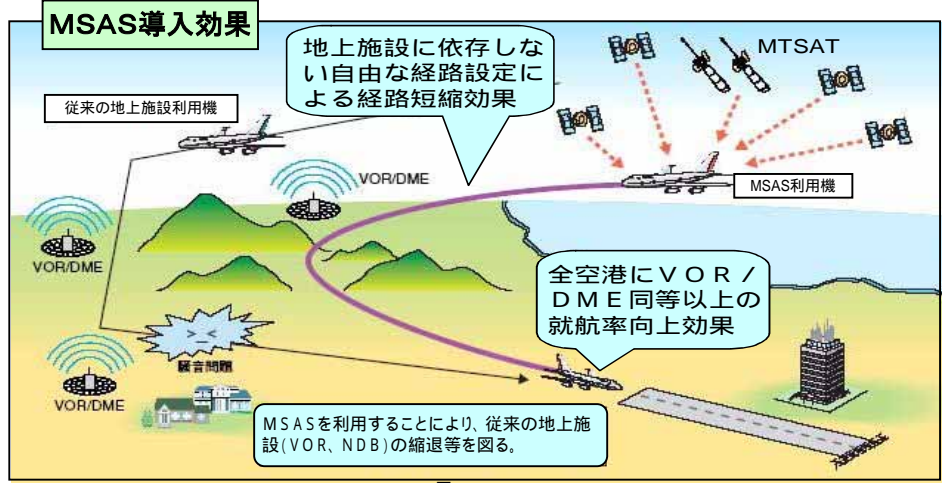 MSAS導入効果
地上施設に依存しな
い自由な経路設定に
よる経路短縮効果
MTSAT
従来の地上施設利用機
VOR/DME
MSAS利用機
VOR/DME
全空港にVOR/
DME同等以上の
就航率向上効果
騒音問題
VOR/DME
MSASを利用することにより、従来の地上施
設(VOR、NDB)の縮退等を図る。